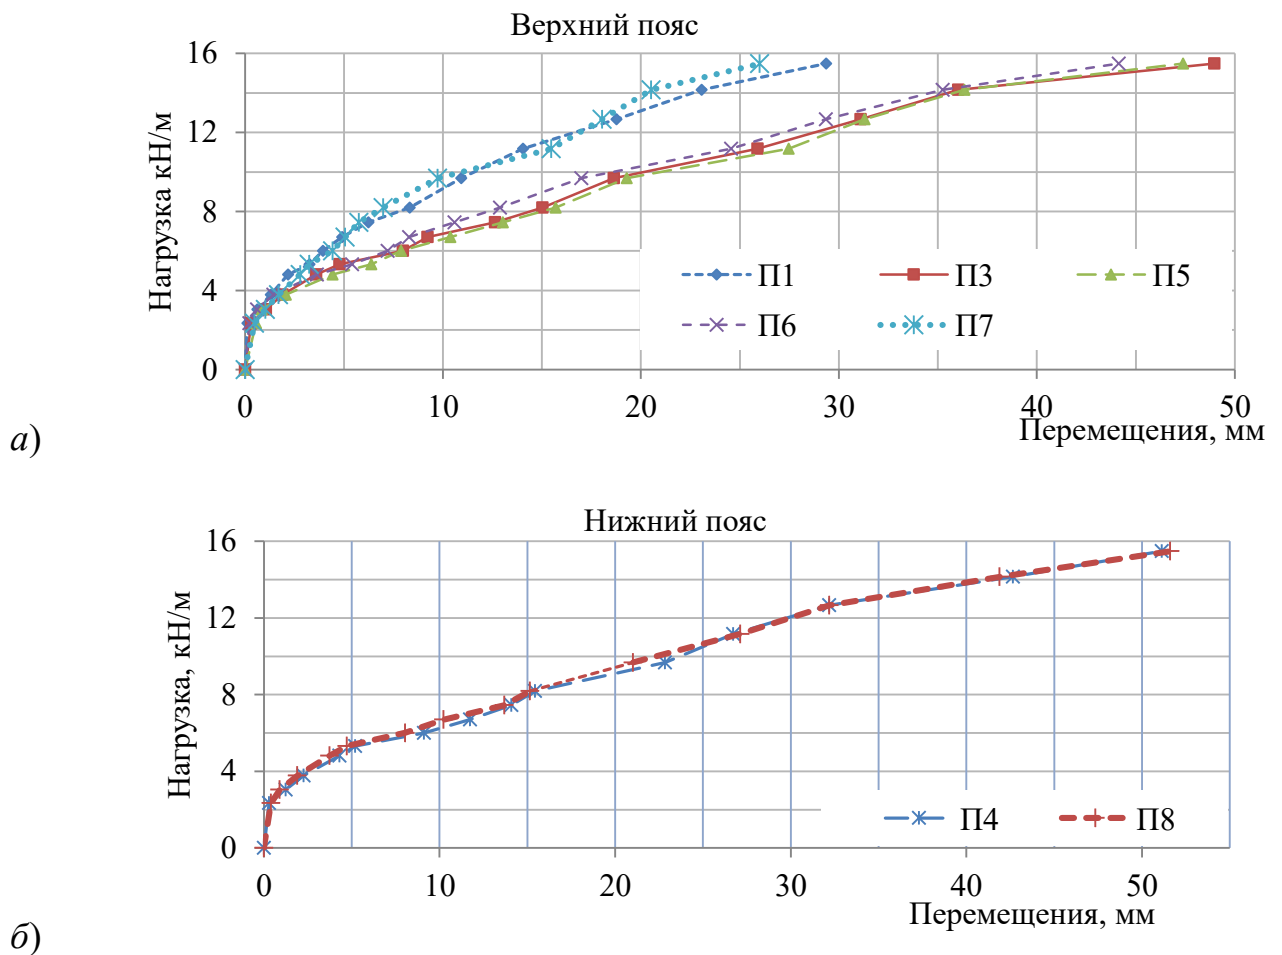 Верхний пояс
Нагрузка кН/м
16
12
8
4
0
П1 П3 П5
П6 П7
0 10 20 30 40 50
Перемещения, мм
а)
Нижний пояс
Нагрузка, кН/м
16
12
8
4
0
П4 П8
0 10 20 30 40 50
Перемещения, мм
б)